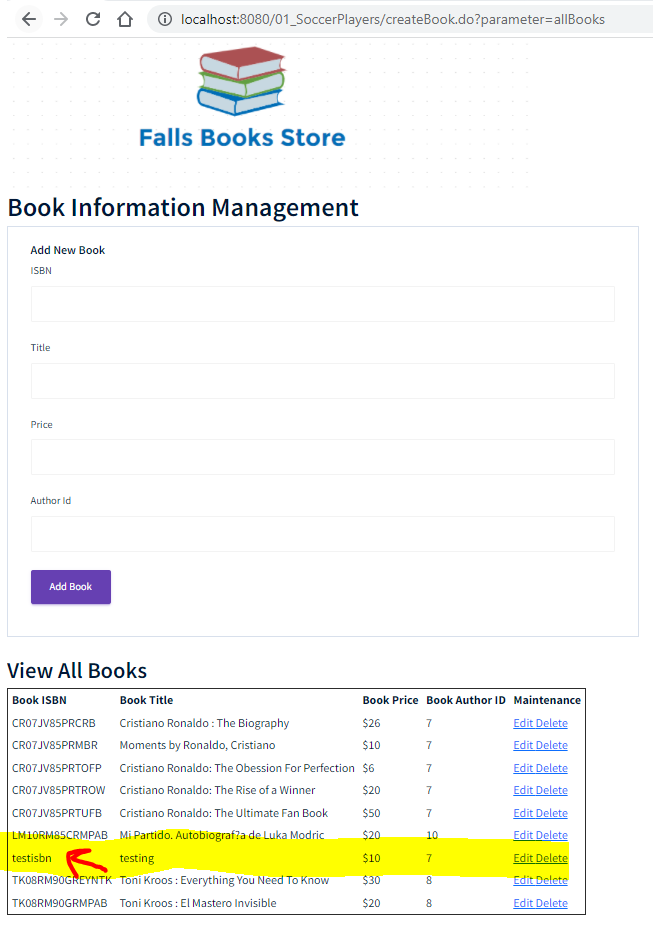 localhost:8080/01_SoccerPlayers/createBook.do?parameter=allBooks
Falls Books Store
Book Information Management
Add New Book
ISBN
Title
Price
Author Id
Add Book
View All Books
Book ISBN Book Title Book Price Book Author ID Maintenance
CR07JV85PRCRB Cristiano Ronaldo : The Biography $26 7 Edit Delete
CR07JV85PRMBR Moments by Ronaldo, Cristiano $10 7 Edit Delete
CR07JV85PRTOFP Cristiano Ronaldo: The Obession For Perfection $6 7 Edit Delete
CR07JV85PRTROW Cristiano Ronaldo: The Rise of a Winner $20 7 Edit Delete
CR07JV85PRTUFB Cristiano Ronaldo: The Ultimate Fan Book $50 7 Edit Delete
LM10RM85CRMPAB Mi Partido. Autobiograf?a de Luka Modric $20 10 Edit Delete
testisbn testing $10 7 Edit Delete
TK08RM90GREYNTK Toni Kroos : Everything You Need To Know $30 8 Edit Delete
TK08RM90GRMPAB Toni Kroos : El Mastero Invisible $20 8 Edit Delete